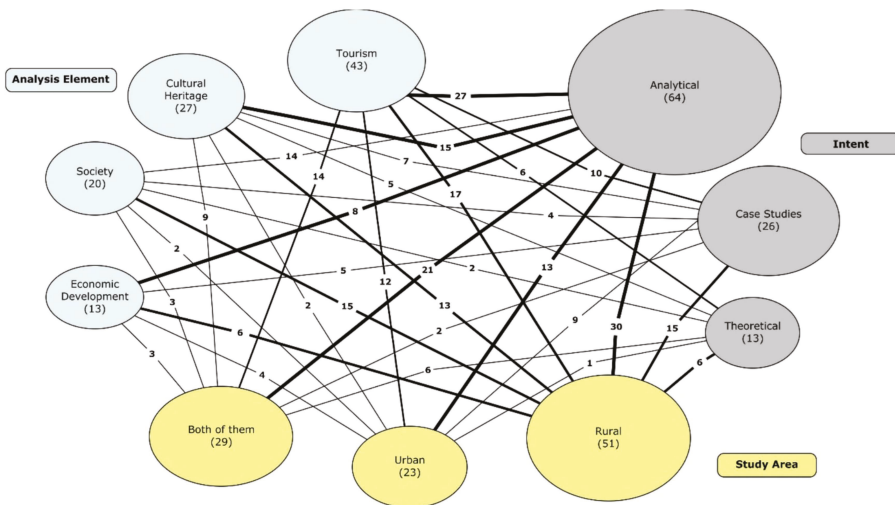 Tourism
(43)
Analytical
(64)
Analysis Element
Cultural
Heritage
(27)
27
15
Intent
14
7
Society
(20)
14
5
6
10
17
Case Studies
(26)
9
8
4
2
21
13
2
Economic
Development
(13)
5
12
3
2
15
13
9
30
15
Theoretical
(13)
6
2
1
3
4
6
6
Both of them
(29)
Urban
(23)
Rural
(51)
Study Area